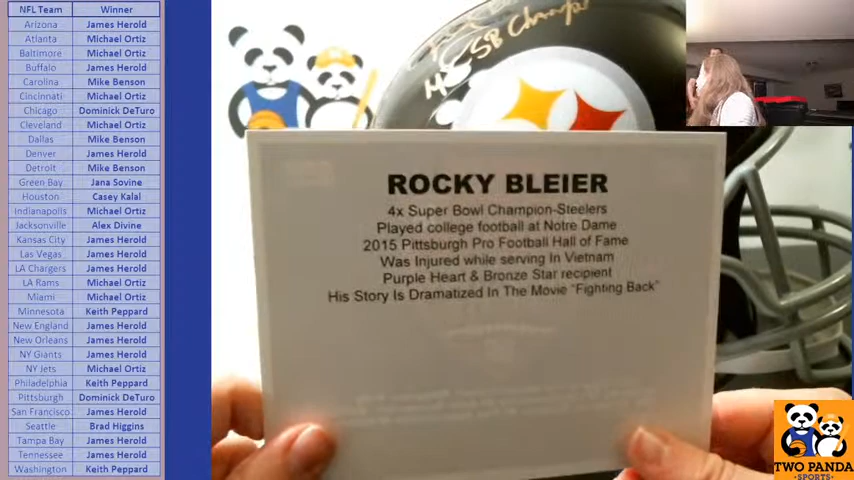 NFL Team Winner
Arizona James Herold
Atlanta Michael Ortiz
Baltimore Michael Ortiz
Buffalo James Herold
Carolina Mike Benson
Cincinnati Michael Ortiz
Chicago Dominick DeTuro
Cleveland Michael Ortiz
Dallas Mike Benson
Denver James Herold
Detroit Mike Benson
Green Bay Jana Sovine
Houston Casey Kalal
Indianapolis Michael Ortiz
Jacksonville Alex Divine
Kansas City James Herold
Las Vegas James Herold
LA Chargers James Herold
LA Rams Michael Ortiz
Miami Michael Ortiz
Minnesota Keith Peppard
New England James Herold
New Orleans James Herold
NY Giants James Herold
NY Jets Michael Ortiz
Philadelphia Keith Peppard
Pittsburgh Dominick DeTuro
San Francisco James Herold
Seattle Brad Higgins
Tampa Bay James Herold
Tennessee James Herold
Washington Keith Peppard
4x SB Champ
ROCKY BLEIER
4x Super Bowl Champion-Steelers
Played college football at Notre Dame
2015 Pittsburgh Pro Football Hall of Fame
Was Injured while serving In Vietnam
Purple Heart & Bronze Star recipient
His Story Is Dramatized In The Movie "Fighting Back"
TWO PANDA
-SPORTS-